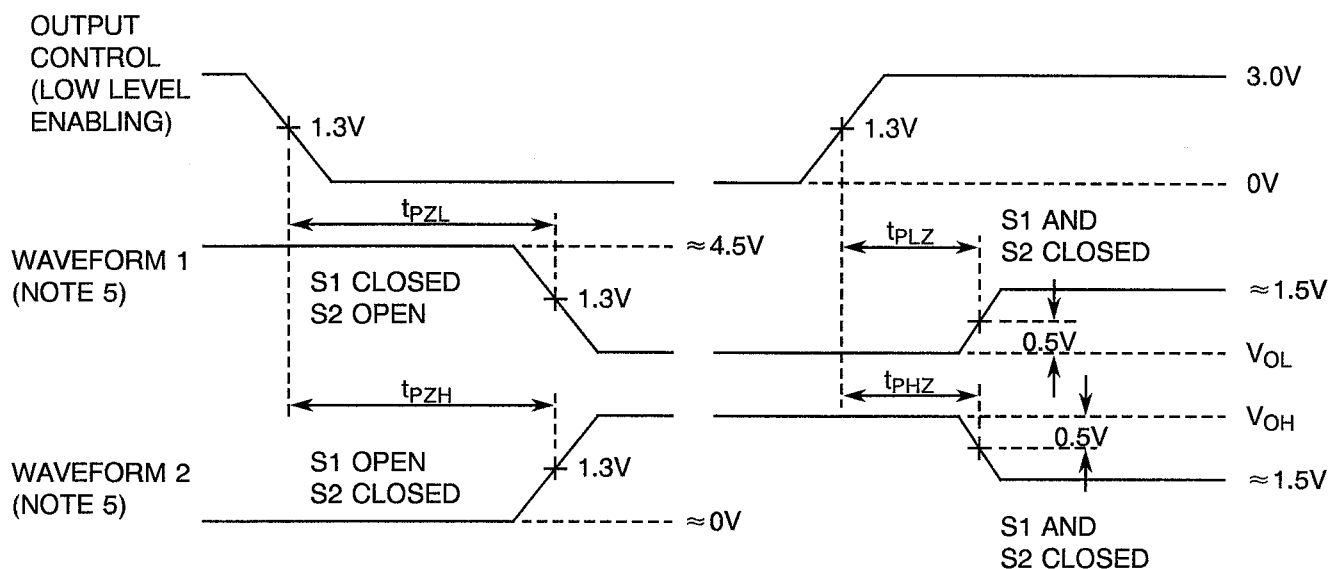 OUTPUT
CONTROL
(LOW LEVEL
ENABLING)
1.3V
1.3V
3.0V
0V
tPZL
tPLZ
S1 AND
S2 CLOSED
WAVEFORM 1
(NOTE 5)
S1 CLOSED
S2 OPEN
≈4.5V
1.3V
≈1.5V
0.5V
VOL
tPZH
tPHZ
VOH
WAVEFORM 2
(NOTE 5)
S1 OPEN
S2 CLOSED
1.3V
0.5V
≈1.5V
≈0V
S1 AND
S2 CLOSED